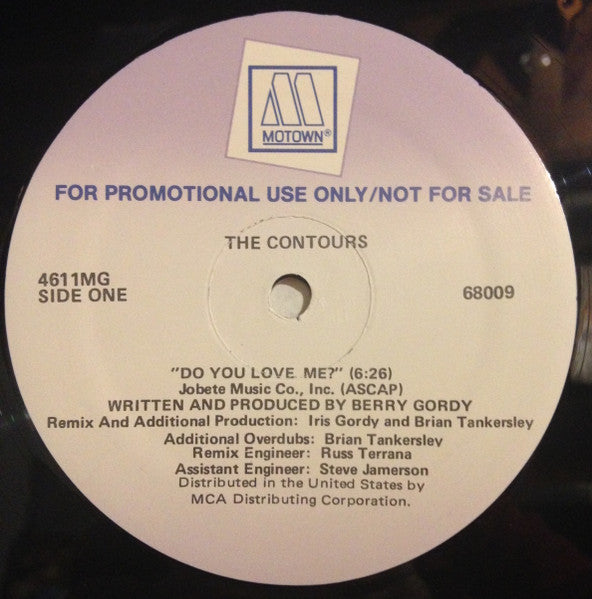 MOTOWN®
FOR PROMOTIONAL USE ONLY/NOT FOR SALE
THE CONTOURS
4611MG
SIDE ONE
68009
"DO YOU LOVE ME?" (6:26)
Jobete Music Co., Inc. (ASCAP)
WRITTEN AND PRODUCED BY BERRY GORDY
Remix And Additional Production: Iris Gordy and Brian Tankersley
Additional Overdubs: Brian Tankersley
Remix Engineer: Russ Terrana
Assistant Engineer: Steve Jamerson
Distributed in the United States by
MCA Distributing Corporation.